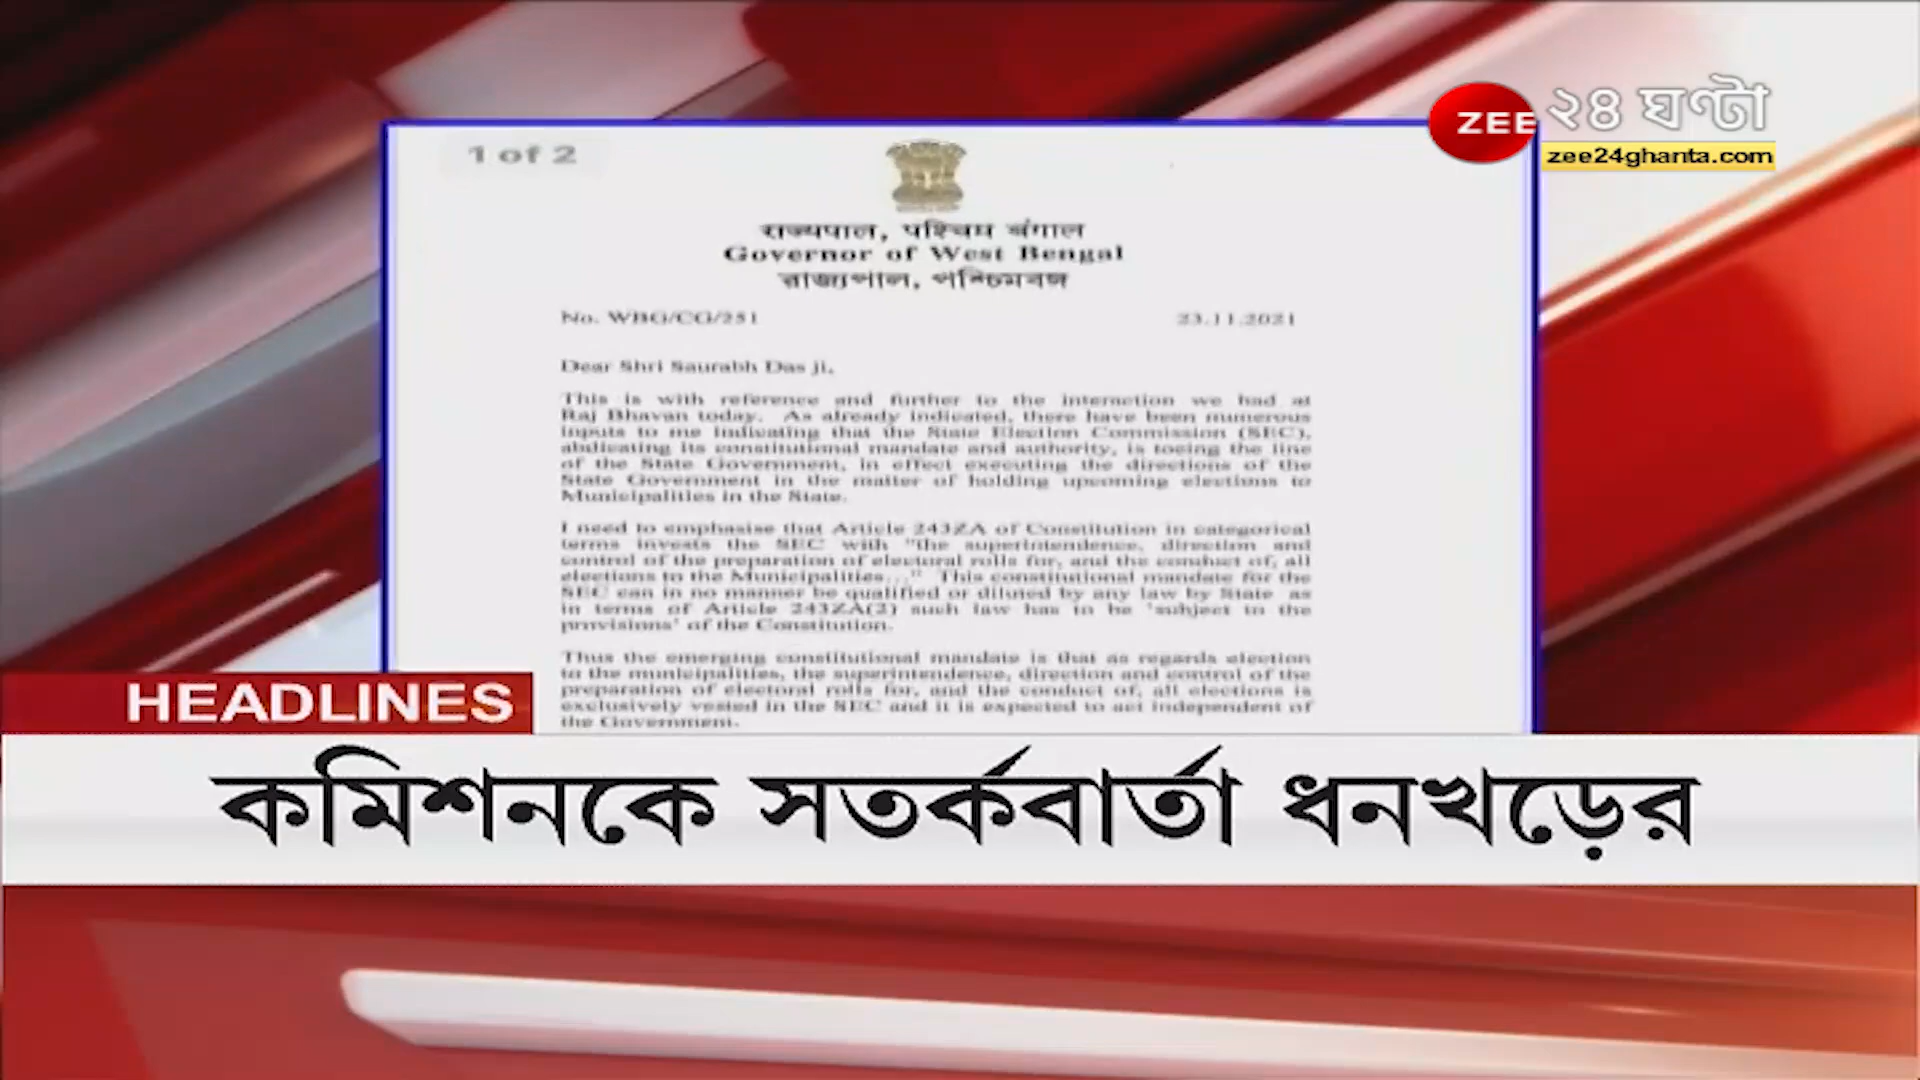 ZEE ২৪ ঘণ্টা
zee24ghanta.com
1 of 2
राज्यपाल, पश्चिम बंगाल
Governor of West Bengal
রাজ্যপাল, পশ্চিমবঙ্গ
No. WBG/CG/251
23.11.2021
Dear Shri Saurabh Das ji,
This is with reference and further to the interaction we had at
Raj Bhavan today. As already indicated, there have been numerous
inputs to me indicating that the State Election Commission (SEC),
abdicating its constitutional mandate and authority, is toeing the line
of the State Government, in effect executing the directions of the
State Government in the matter of holding upcoming elections to
Municipalities in the State.
I need to emphasise that Article 243ZA of Constitution in categorical
terms invests the SEC with "the superintendence, direction and
control of the preparation of electoral rolls for, and the conduct of, all
elections to the Municipalities..." This constitutional mandate for the
SEC can in no manner be qualified or diluted by any law by State as
in terms of Article 243ZA(2) such law has to be 'subject to the
provisions' of the Constitution.
Thus the emerging constitutional mandate is that as regards election
to the municipalities, the superintendence, direction and control of the
preparation of electoral rolls for, and the conduct of, all elections is
exclusively vested in the SEC and it is expected to act independent of
the Government.
HEADLINES
কমিশনকে সতর্কবার্তা ধনখড়ের